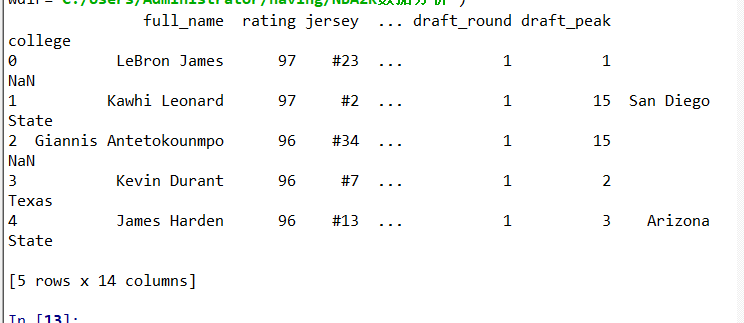 wdir='C:/Users/Administrator/having/NBA2K数据分析')
full_name rating jersey ... draft_round draft_peak
college
0 LeBron James 97 #23 ... 1 1
NaN
1 Kawhi Leonard 97 #2 ... 1 15 San Diego
State
2 Giannis Antetokounmpo 96 #34 ... 1 15
NaN
3 Kevin Durant 96 #7 ... 1 2
Texas
4 James Harden 96 #13 ... 1 3 Arizona
State
[5 rows x 14 columns]
In [13]: